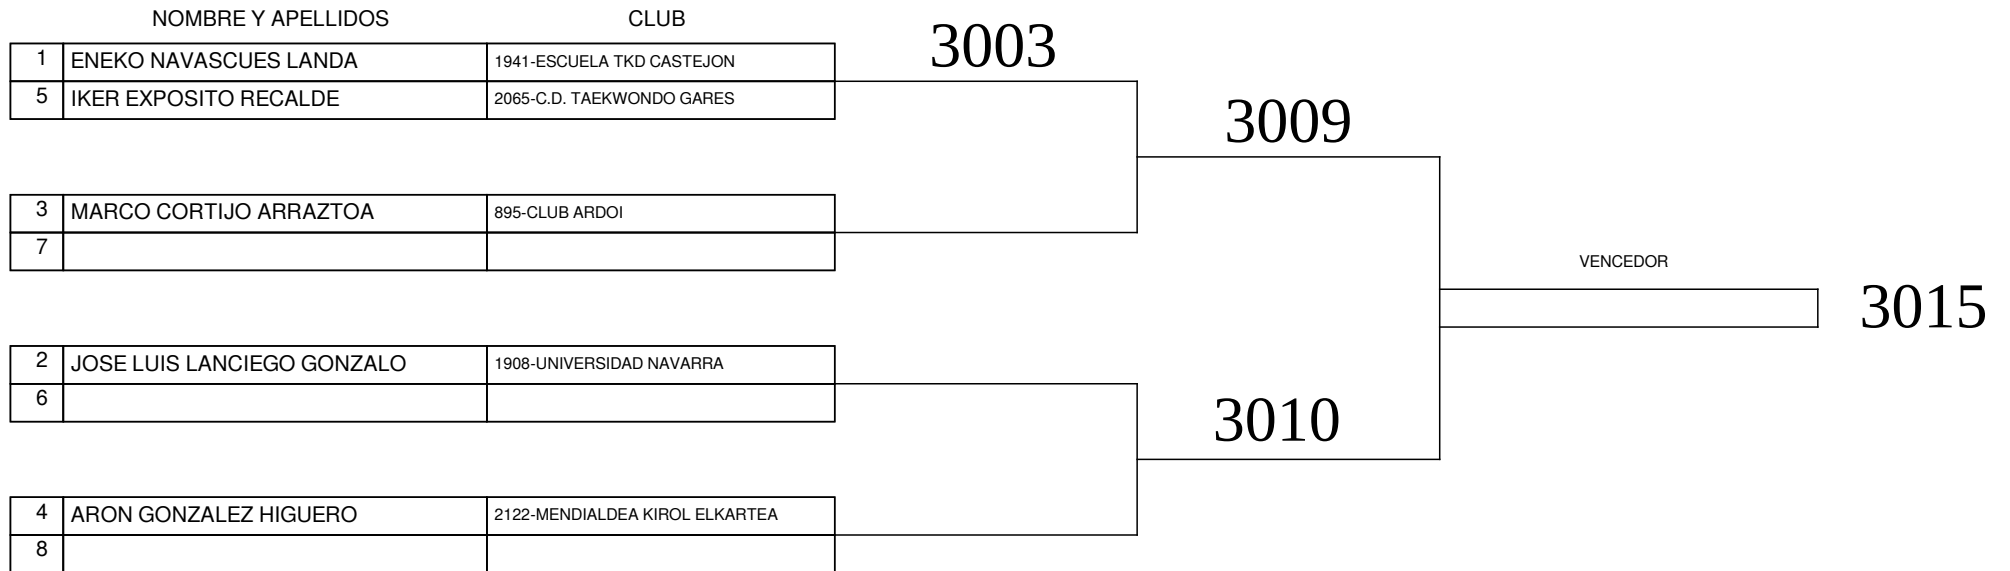 NOMBRE Y APELLIDOS CLUB
3003
1 ENEKO NAVASCUES LANDA 1941-ESCUELA TKD CASTEJON
5 IKER EXPOSITO RECALDE 2065-C.D. TAEKWONDO GARES
3009
3 MARCO CORTIJO ARRAZTOA 895-CLUB ARDOI
7
VENCEDOR
3015
2 JOSE LUIS LANCIEGO GONZALO 1908-UNIVERSIDAD NAVARRA
6
3010
4 ARON GONZALEZ HIGUERO 2122-MENDIALDEA KIROL ELKARTEA
8